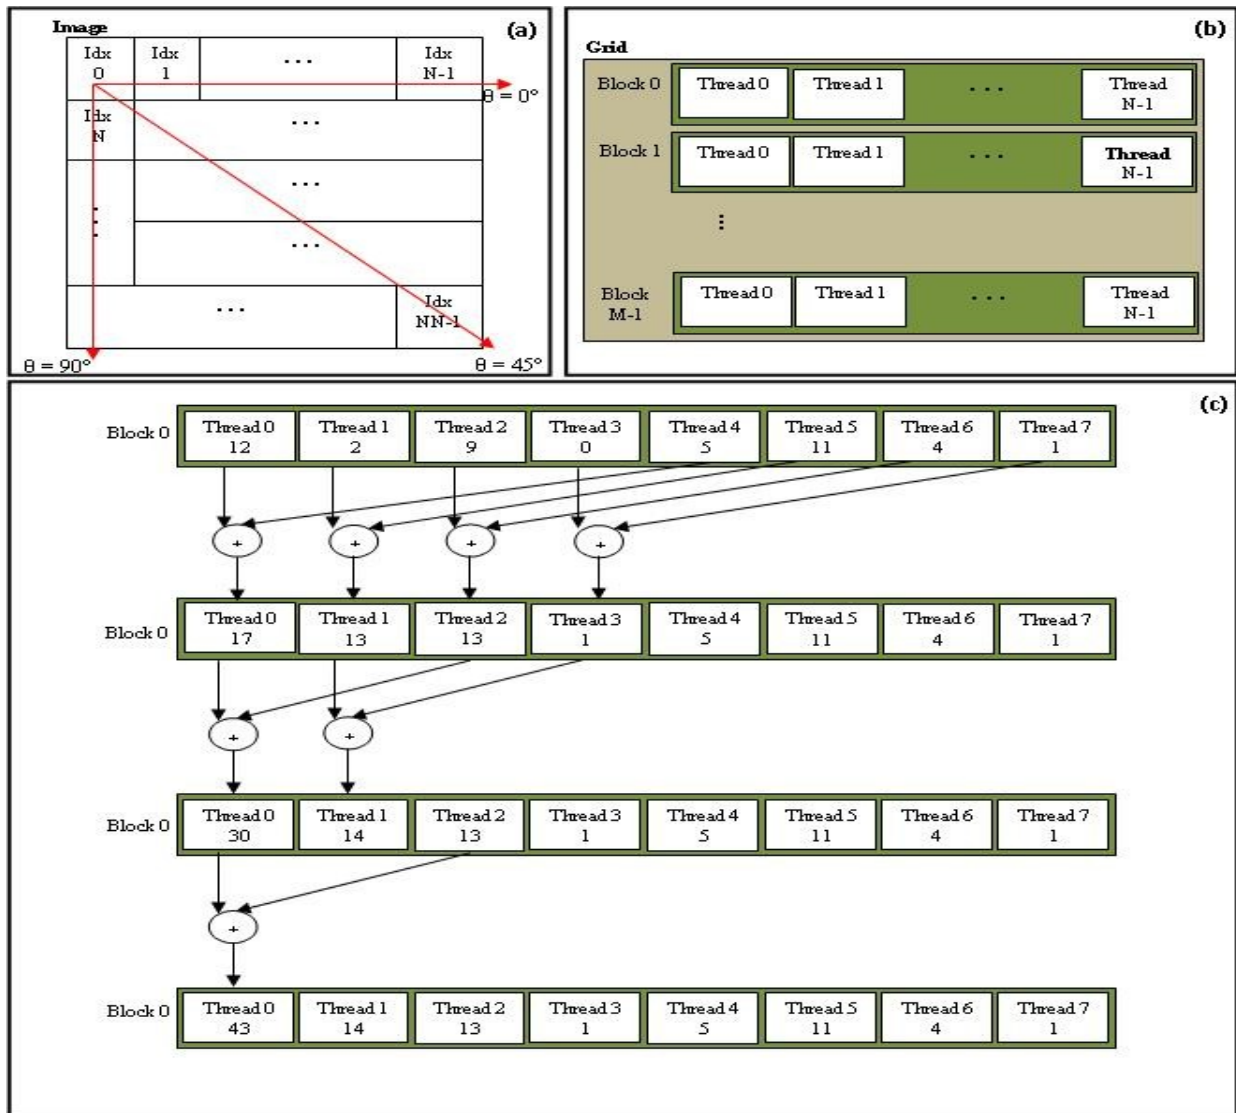 (a)
Image
Idx 0 Idx 1 ... Idx N-1
θ = 0°
Idx N ...
...
...
...
... Idx NN-1
θ = 90° θ = 45°
(b)
Grid
Block 0 Thread 0 Thread 1 ... Thread N-1
Block 1 Thread 0 Thread 1 ... Thread N-1
...
Block M-1 Thread 0 Thread 1 ... Thread N-1
(c)
Block 0 Thread 0 Thread 1 Thread 2 Thread 3 Thread 4 Thread 5 Thread 6 Thread 7
12 2 9 0 5 11 4 1
+ + + +
Block 0 Thread 0 Thread 1 Thread 2 Thread 3 Thread 4 Thread 5 Thread 6 Thread 7
17 13 13 1 5 11 4 1
+ +
Block 0 Thread 0 Thread 1 Thread 2 Thread 3 Thread 4 Thread 5 Thread 6 Thread 7
30 14 13 1 5 11 4 1
+
Block 0 Thread 0 Thread 1 Thread 2 Thread 3 Thread 4 Thread 5 Thread 6 Thread 7
43 14 13 1 5 11 4 1